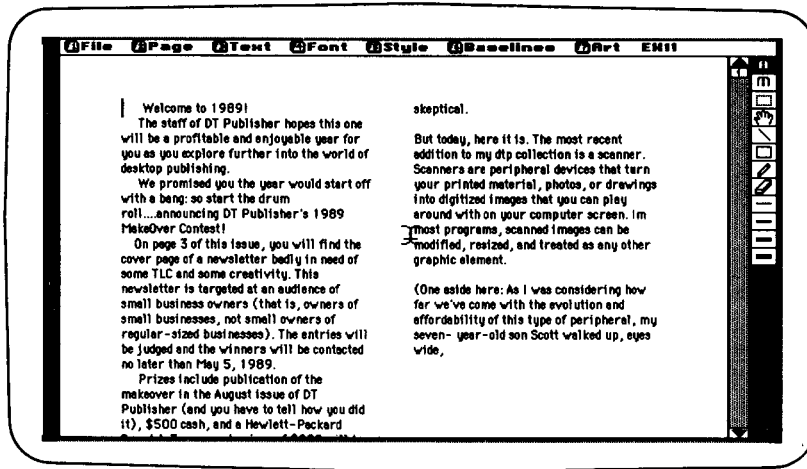 File Page Text Font Style Baselines Art EXIT
Welcome to 1989!
The staff of DT Publisher hopes this one
will be a profitable and enjoyable year for
you as you explore further into the world of
desktop publishing.
We promised you the year would start off
with a bang: so start the drum
roll....announcing DT Publisher's 1989
MakeOver Contest!
On page 3 of this issue, you will find the
cover page of a newsletter badly in need of
some TLC and some creativity. This
newsletter is targeted at an audience of
small business owners (that is, owners of
small businesses, not small owners of
regular-sized businesses). The entries will
be judged and the winners will be contacted
no later than May 5, 1989.
Prizes include publication of the
makeover in the August issue of DT
Publisher (and you have to tell how you did
it), $500 cash, and a Hewlett-Packard
skeptical.
But today, here it is. The most recent
addition to my dtp collection is a scanner.
Scanners are peripheral devices that turn
your printed material, photos, or drawings
into digitized images that you can play
around with on your computer screen. Im
most programs, scanned images can be
modified, resized, and treated as any other
graphic element.
(One aside here: As I was considering how
far we've come with the evolution and
affordability of this type of peripheral, my
seven- year-old son Scott walked up, eyes
wide,